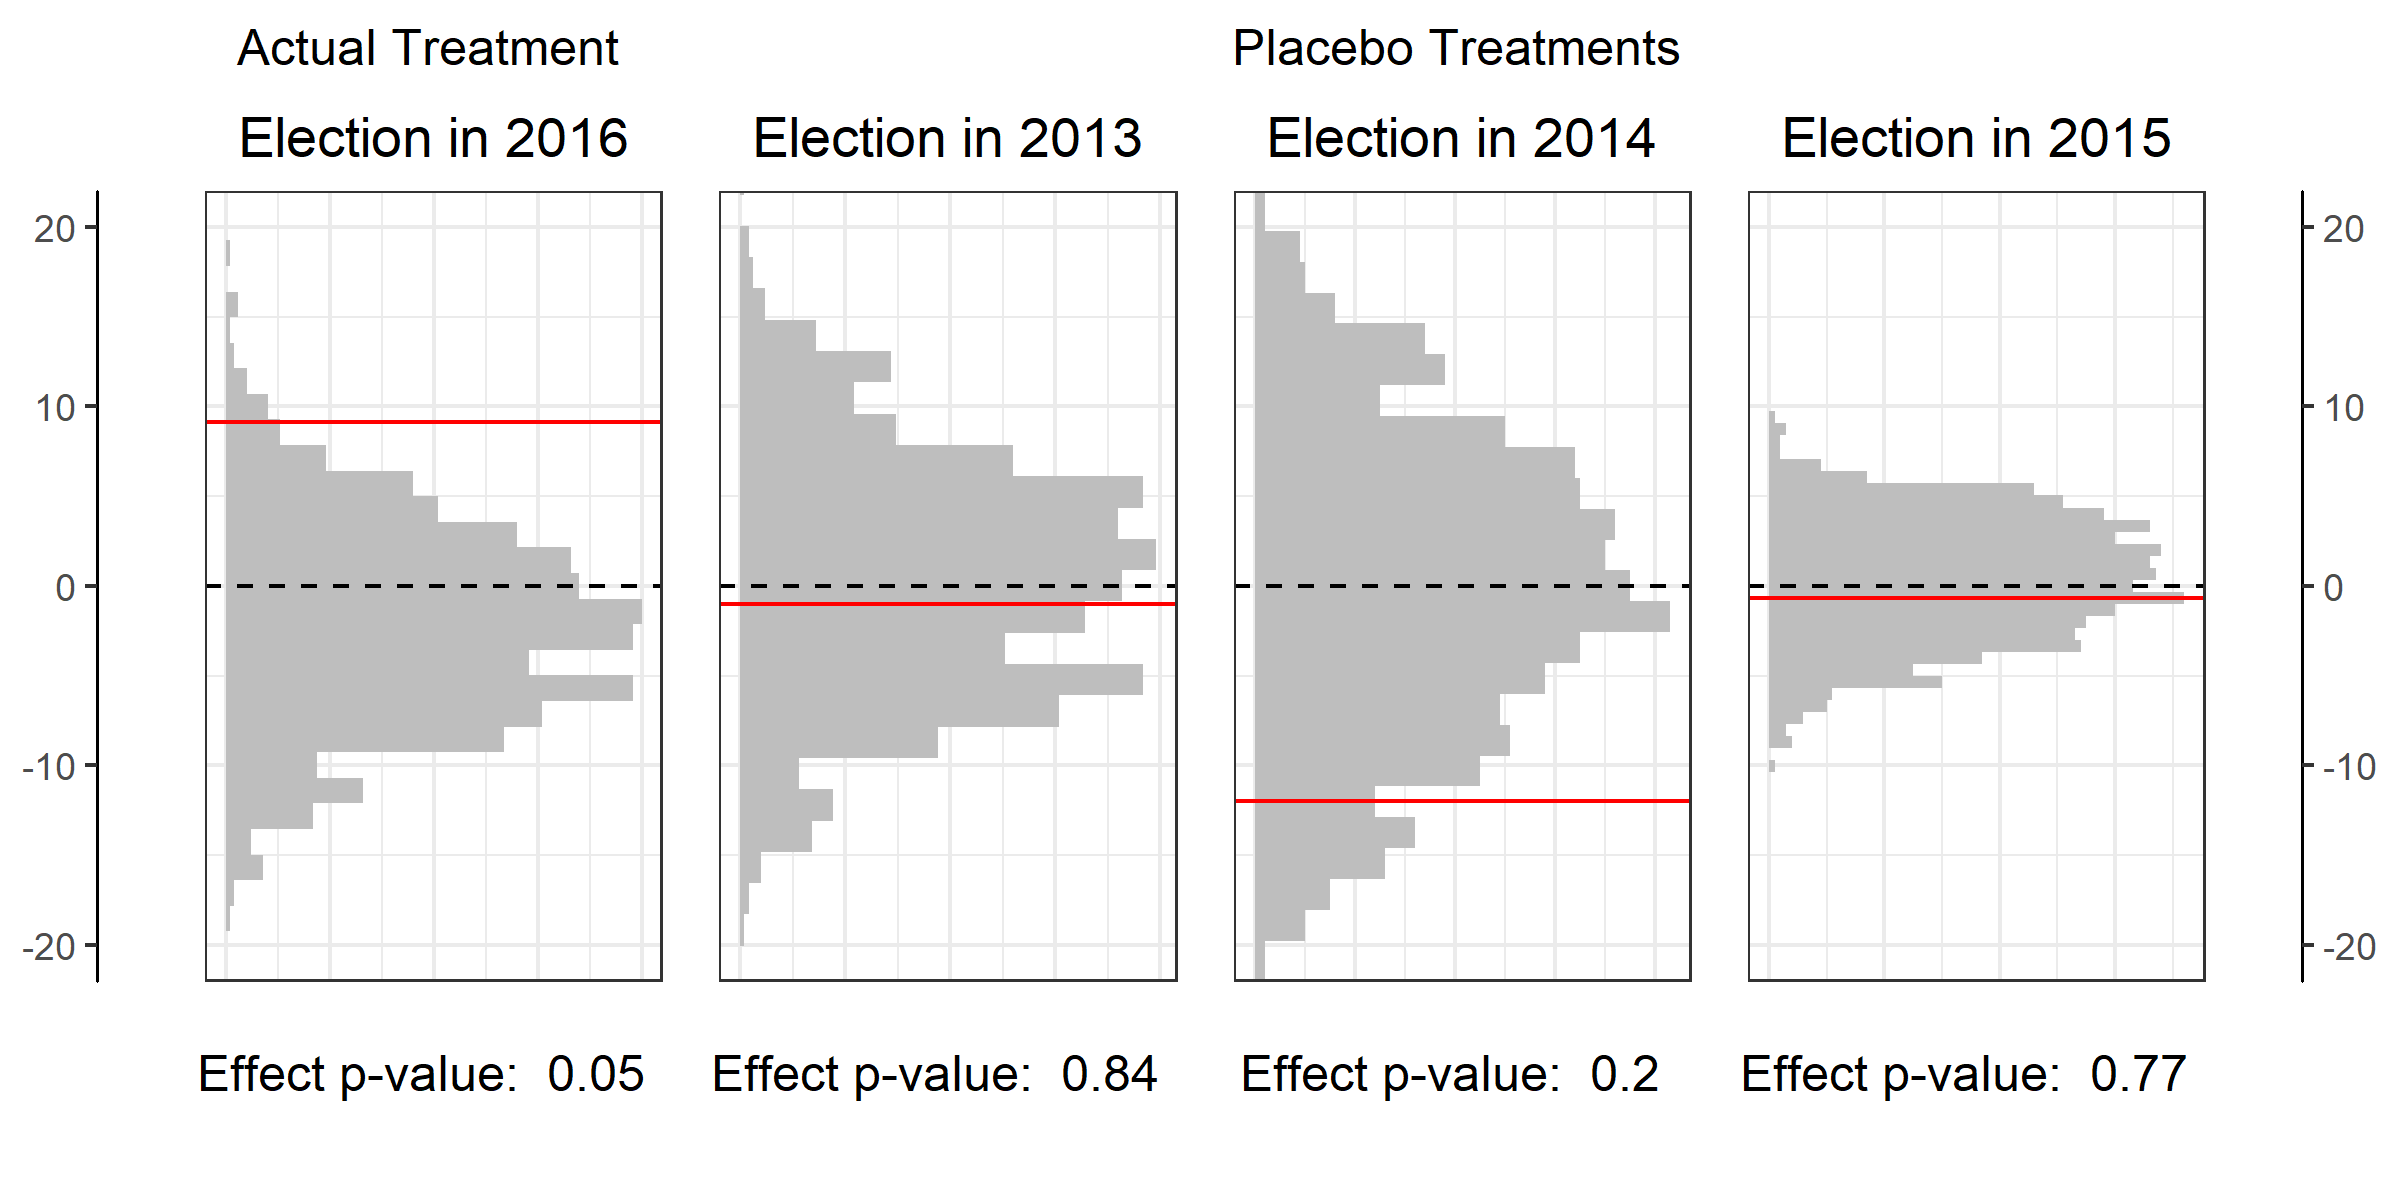 Actual Treatment
Placebo Treatments
Election in 2016
Election in 2013
Election in 2014
Election in 2015
20
10
0
-10
-20
20
10
0
-10
-20
Effect p-value: 0.05
Effect p-value: 0.84
Effect p-value: 0.2
Effect p-value: 0.77